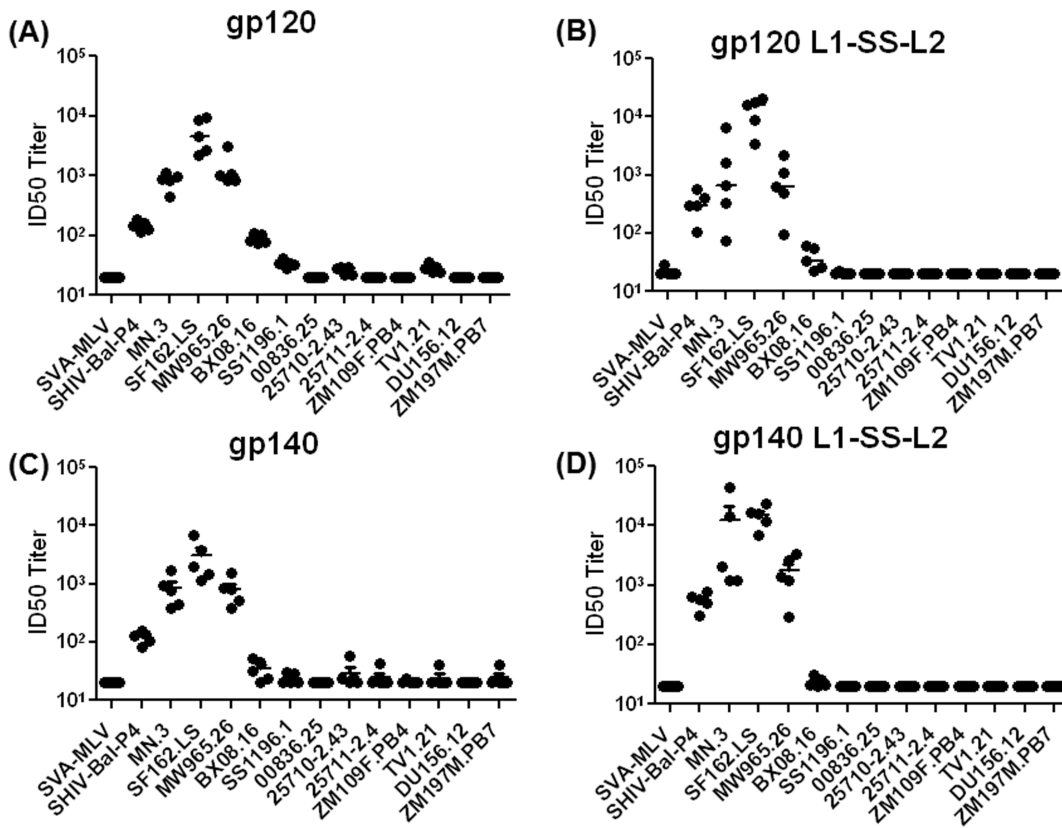 (A)
gp120
ID50 Titer
10⁵
10⁴
10³
10²
10¹
SVA-MLV
SHIV-Bal-P4
MN.3
SF162.LS
MW965.26
BX08.16
SS1196.1
00836.25
25710-2.43
25711-2.4
ZM109F.PB4
TV1.21
DU156.12
ZM197M.PB7
(B)
gp120 L1-SS-L2
ID50 Titer
10⁵
10⁴
10³
10²
10¹
SVA-MLV
SHIV-Bal-P4
MN.3
SF162.LS
MW965.26
BX08.16
SS1196.1
00836.25
25710-2.43
25711-2.4
ZM109F.PB4
TV1.21
DU156.12
ZM197M.PB7
(C)
gp140
ID50 Titer
10⁵
10⁴
10³
10²
10¹
SVA-MLV
SHIV-Bal-P4
MN.3
SF162.LS
MW965.26
BX08.16
SS1196.1
00836.25
25710-2.43
25711-2.4
ZM109F.PB4
TV1.21
DU156.12
ZM197M.PB7
(D)
gp140 L1-SS-L2
ID50 Titer
10⁵
10⁴
10³
10²
10¹
SVA-MLV
SHIV-Bal-P4
MN.3
SF162.LS
MW965.26
BX08.16
SS1196.1
00836.25
25710-2.43
25711-2.4
ZM109F.PB4
TV1.21
DU156.12
ZM197M.PB7